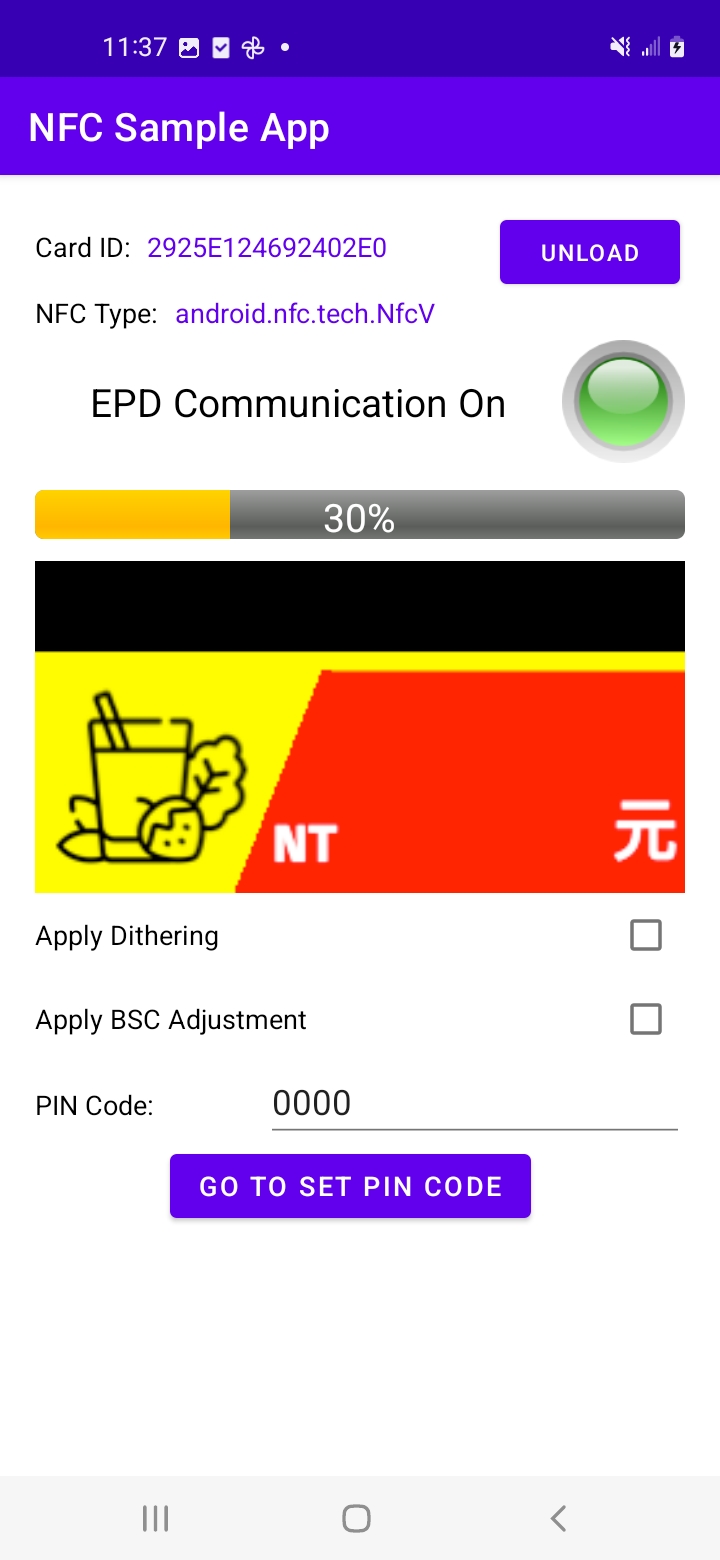 11:37
NFC Sample App
Card ID: 2925E124692402E0
UNLOAD
NFC Type: android.nfc.tech.NfcV
EPD Communication On
30%
NT 元
Apply Dithering
Apply BSC Adjustment
PIN Code: 0000
GO TO SET PIN CODE